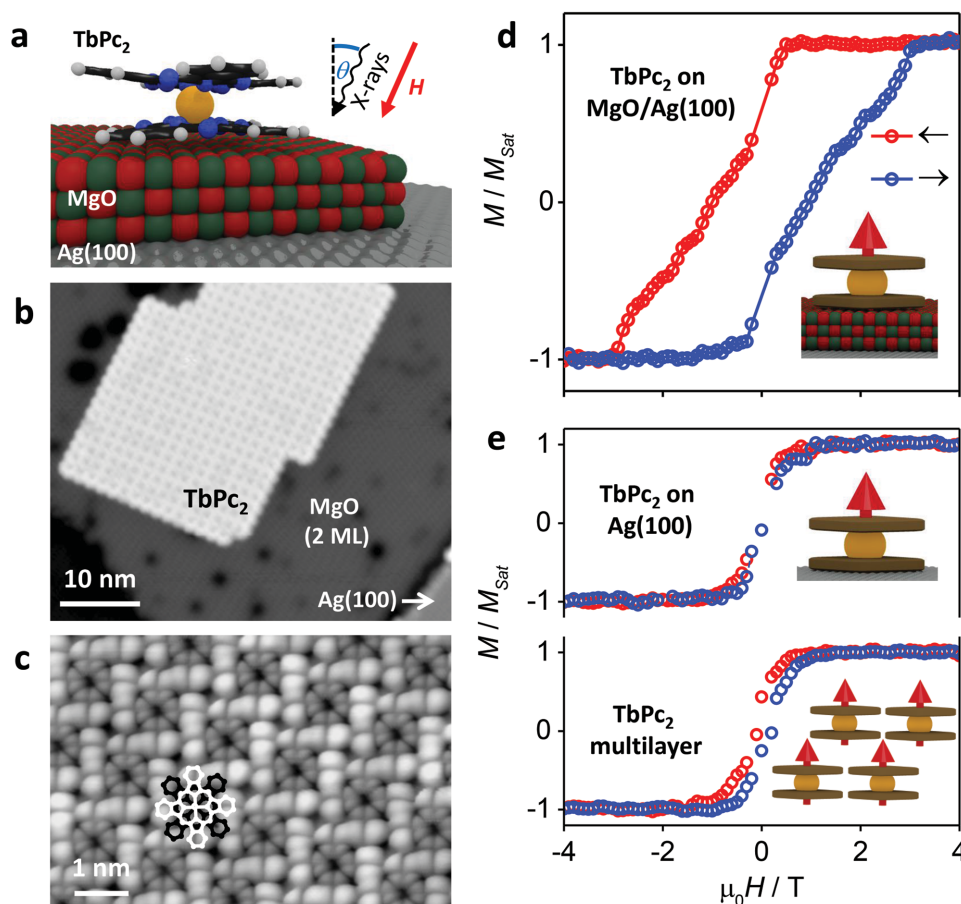 a
TbPc2
θ
X-rays
H
MgO
Ag(100)
b
TbPc2
MgO
(2 ML)
10 nm
Ag(100) →
c
1 nm
d
TbPc2 on
MgO/Ag(100)
←
→
M / MSat
1
0
-1
e
TbPc2 on
Ag(100)
M / MSat
1
0
-1
TbPc2
multilayer
1
0
-1
-4 -2 0 2 4
μ0H / T